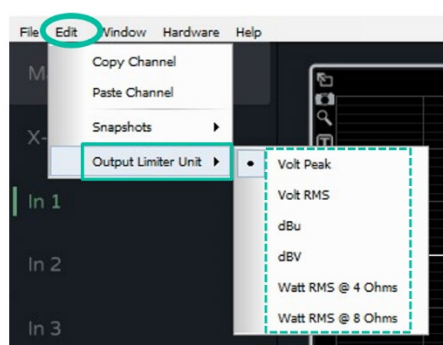 File Edit Window Hardware Help
Copy Channel
Paste Channel
Snapshots
Output Limiter Unit
Volt Peak
Volt RMS
dBu
dBV
Watt RMS @ 4 Ohms
Watt RMS @ 8 Ohms
In 1
In 2
In 3